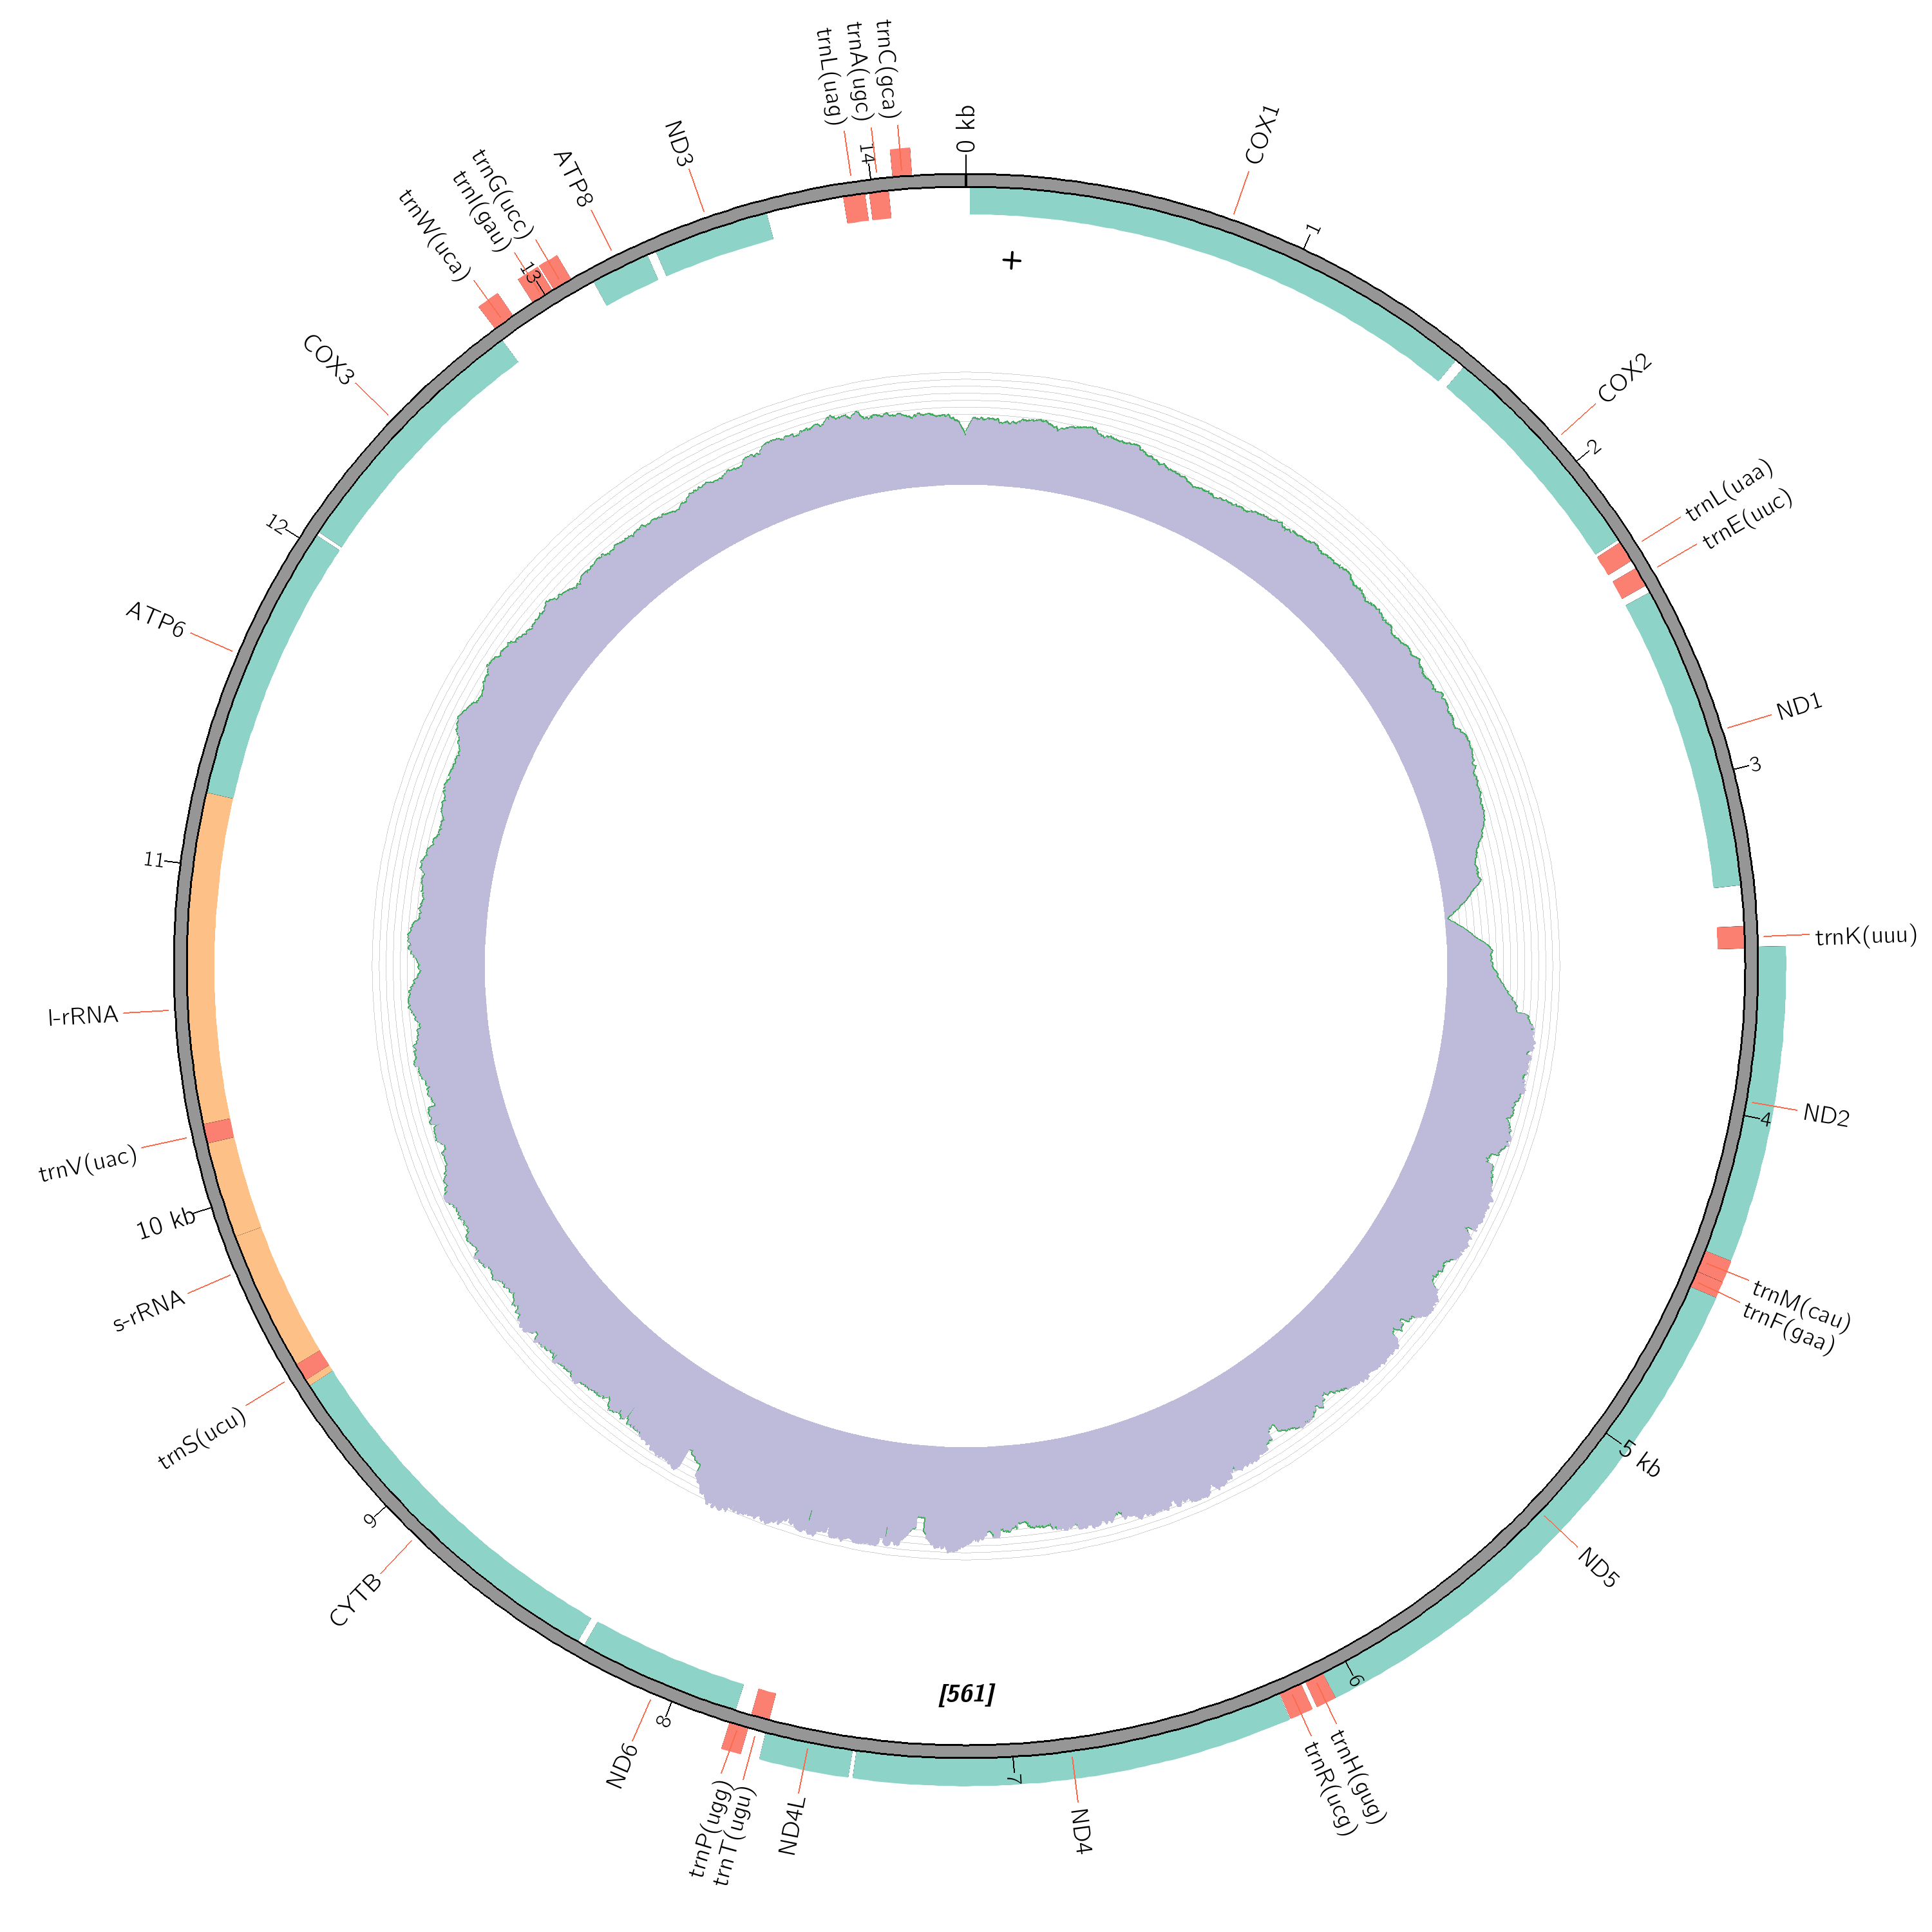 0 kb
COX1
1
COX2
2
trnL(uaa)
trnE(uuc)
ND1
3
trnK(uuu)
ND2
4
trnM(cau)
trnF(gaa)
5 kb
ND5
6
trnH(gug)
trnR(ucg)
ND4
7
ND4L
trnT(ugu)
trnP(ugg)
8
ND6
CYTB
9
trnS(ucu)
s-rRNA
10 kb
trnV(uac)
l-rRNA
11
ATP6
12
COX3
trnW(uca)
trnI(gau)
13
trnG(ucc)
ATP8
ND3
trnL(uag)
14
trnA(ugc)
trnC(gca)
+
[561]